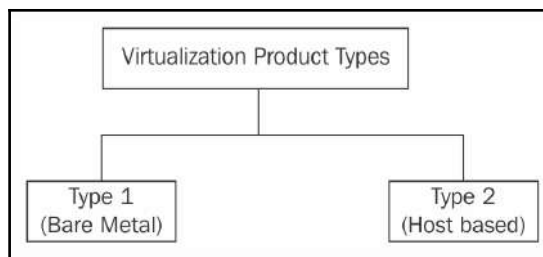 Virtualization Product Types
Type 1
(Bare Metal)
Type 2
(Host based)